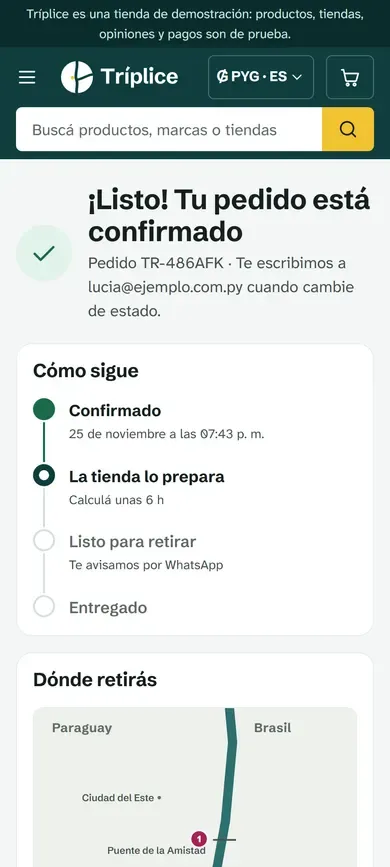 Tríplice es una tienda de demostración: productos, tiendas,
opiniones y pagos son de prueba.
Tríplice
₲ PYG · ES
Buscá productos, marcas o tiendas
¡Listo! Tu pedido está
confirmado
Pedido TR-486AFK · Te escribimos a
lucia@ejemplo.com.py cuando cambie
de estado.
Cómo sigue
Confirmado
25 de noviembre a las 07:43 p. m.
La tienda lo prepara
Calculá unas 6 h
Listo para retirar
Te avisamos por WhatsApp
Entregado
Dónde retirás
Paraguay
Brasil
Ciudad del Este
1
Puente de la Amistad